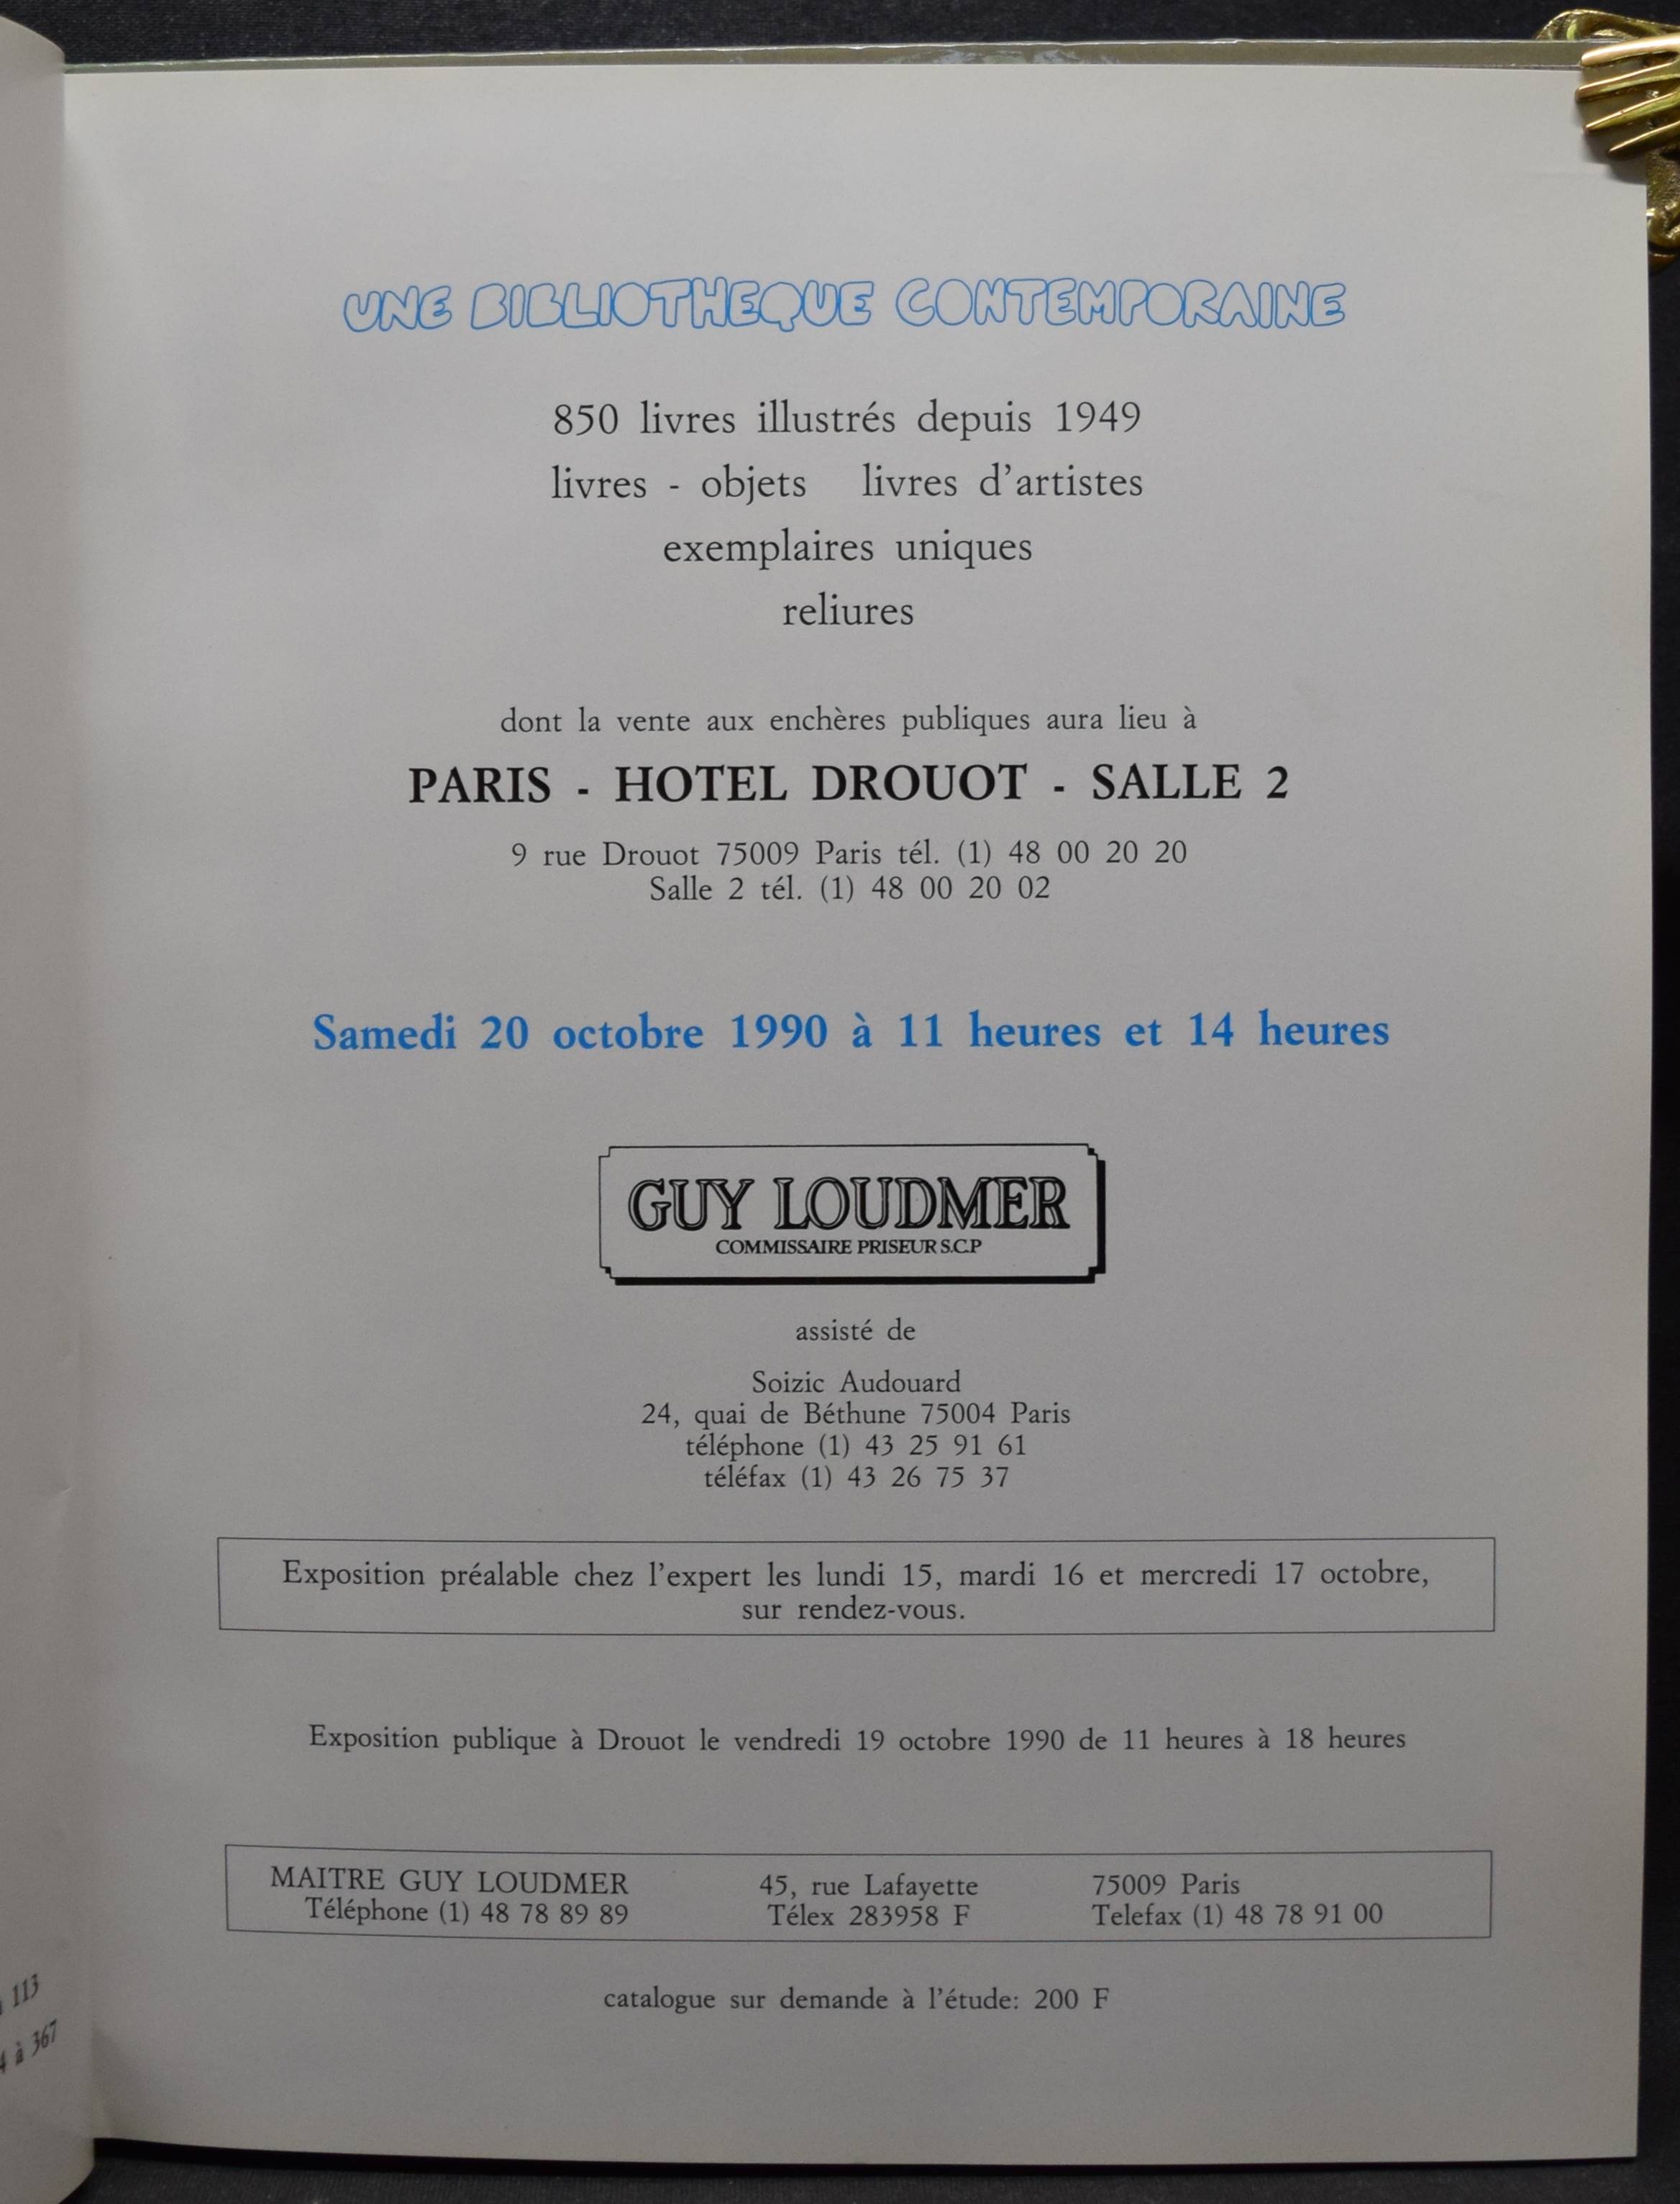 UNE BIBLIOTHEQUE CONTEMPORAINE
850 livres illustrés depuis 1949
livres - objets livres d'artistes
exemplaires uniques
reliures
dont la vente aux enchères publiques aura lieu à
PARIS - HOTEL DROUOT - SALLE 2
9 rue Drouot 75009 Paris tél. (1) 48 00 20 20
Salle 2 tél. (1) 48 00 20 02
Samedi 20 octobre 1990 à 11 heures et 14 heures
GUY LOUDMER
COMMISSAIRE PRISEUR S.C.P
assisté de
Soizic Audouard
24, quai de Béthune 75004 Paris
téléphone (1) 43 25 91 61
téléfax (1) 43 26 75 37
Exposition préalable chez l'expert les lundi 15, mardi 16 et mercredi 17 octobre,
sur rendez-vous.
Exposition publique à Drouot le vendredi 19 octobre 1990 de 11 heures à 18 heures
MAITRE GUY LOUDMER 45, rue Lafayette 75009 Paris
Téléphone (1) 48 78 89 89 Télex 283958 F Telefax (1) 48 78 91 00
catalogue sur demande à l'étude: 200 F
113
à 367